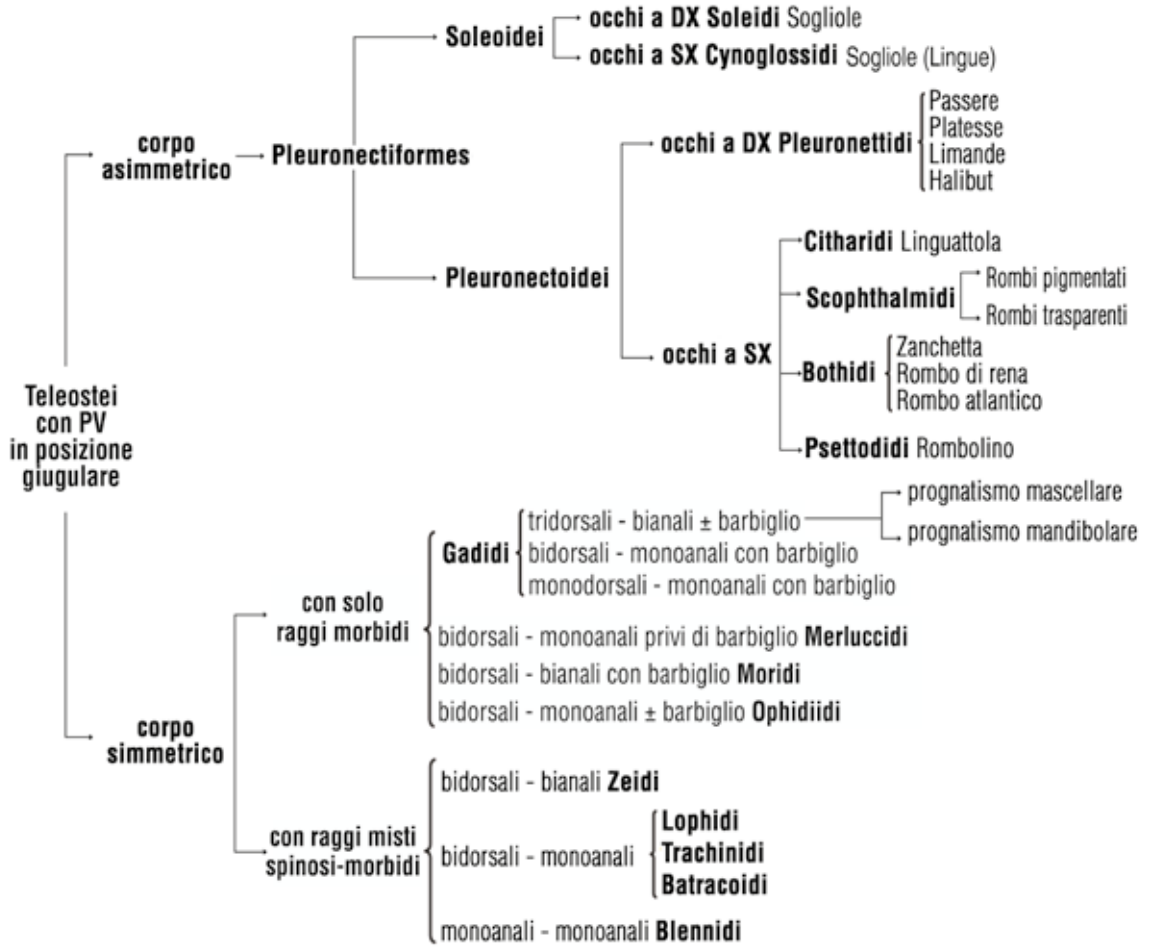 Teleostei
con PV
in posizione
giugulare
corpo
asimmetrico
Pleuronectiformes
Soleoidei
occhi a DX Soleidi Sogliole
occhi a SX Cynoglossidi Sogliole (Lingue)
Pleuronectoidei
occhi a DX Pleuronettidi
Passere
Platesse
Limande
Halibut
occhi a SX
Citharidi Linguattola
Scophthalmidi
Rombi pigmentati
Rombi trasparenti
Bothidi
Zanchetta
Rombo di rena
Rombo atlantico
Psettodidi Rombolino
corpo
simmetrico
con solo
raggi morbidi
Gadidi
tridorsali - bianali ± barbiglio
prognatismo mascellare
prognatismo mandibolare
bidorsali - monoanali con barbiglio
monodorsali - monoanali con barbiglio
bidorsali - monoanali privi di barbiglio Merluccidi
bidorsali - bianali con barbiglio Moridi
bidorsali - monoanali ± barbiglio Ophidiidi
con raggi misti
spinosi-morbidi
bidorsali - bianali Zeidi
bidorsali - monoanali
Lophidi
Trachinidi
Batracoidi
monoanali - monoanali Blennidi